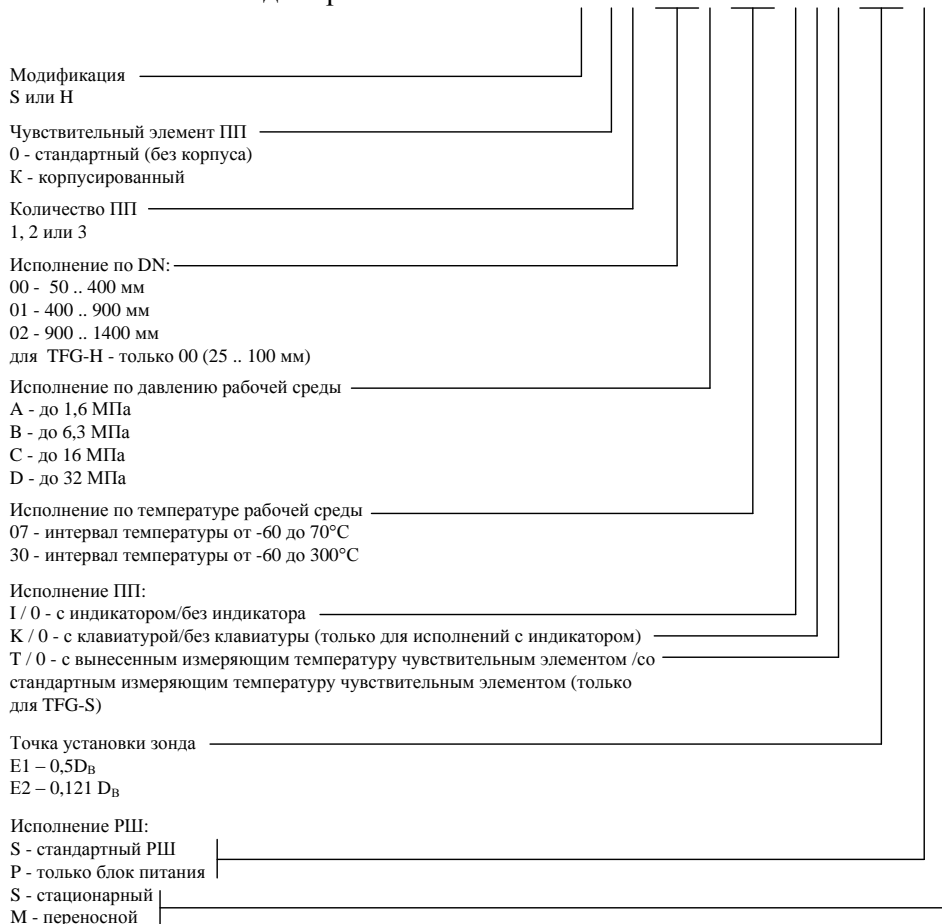 Модификация
S или H
Чувствительный элемент ПП
0 - стандартный (без корпуса)
К - корпусированный
Количество ПП
1, 2 или 3
Исполнение по DN:
00 - 50 .. 400 мм
01 - 400 .. 900 мм
02 - 900 .. 1400 мм
для TFG-H - только 00 (25 .. 100 мм)
Исполнение по давлению рабочей среды
A - до 1,6 МПа
B - до 6,3 МПа
C - до 16 МПа
D - до 32 МПа
Исполнение по температуре рабочей среды
07 - интервал температуры от -60 до 70°С
30 - интервал температуры от -60 до 300°С
Исполнение ПП:
I / 0 - с индикатором/без индикатора
K / 0 - с клавиатурой/без клавиатуры (только для исполнений с индикатором)
T / 0 - с вынесенным измеряющим температуру чувствительным элементом /со
стандартным измеряющим температуру чувствительным элементом (только
для TFG-S)
Точка установки зонда
E1 – 0,5DВ
E2 – 0,121 DВ
Исполнение РШ:
S - стандартный РШ
P - только блок питания
S - стационарный
M - переносной